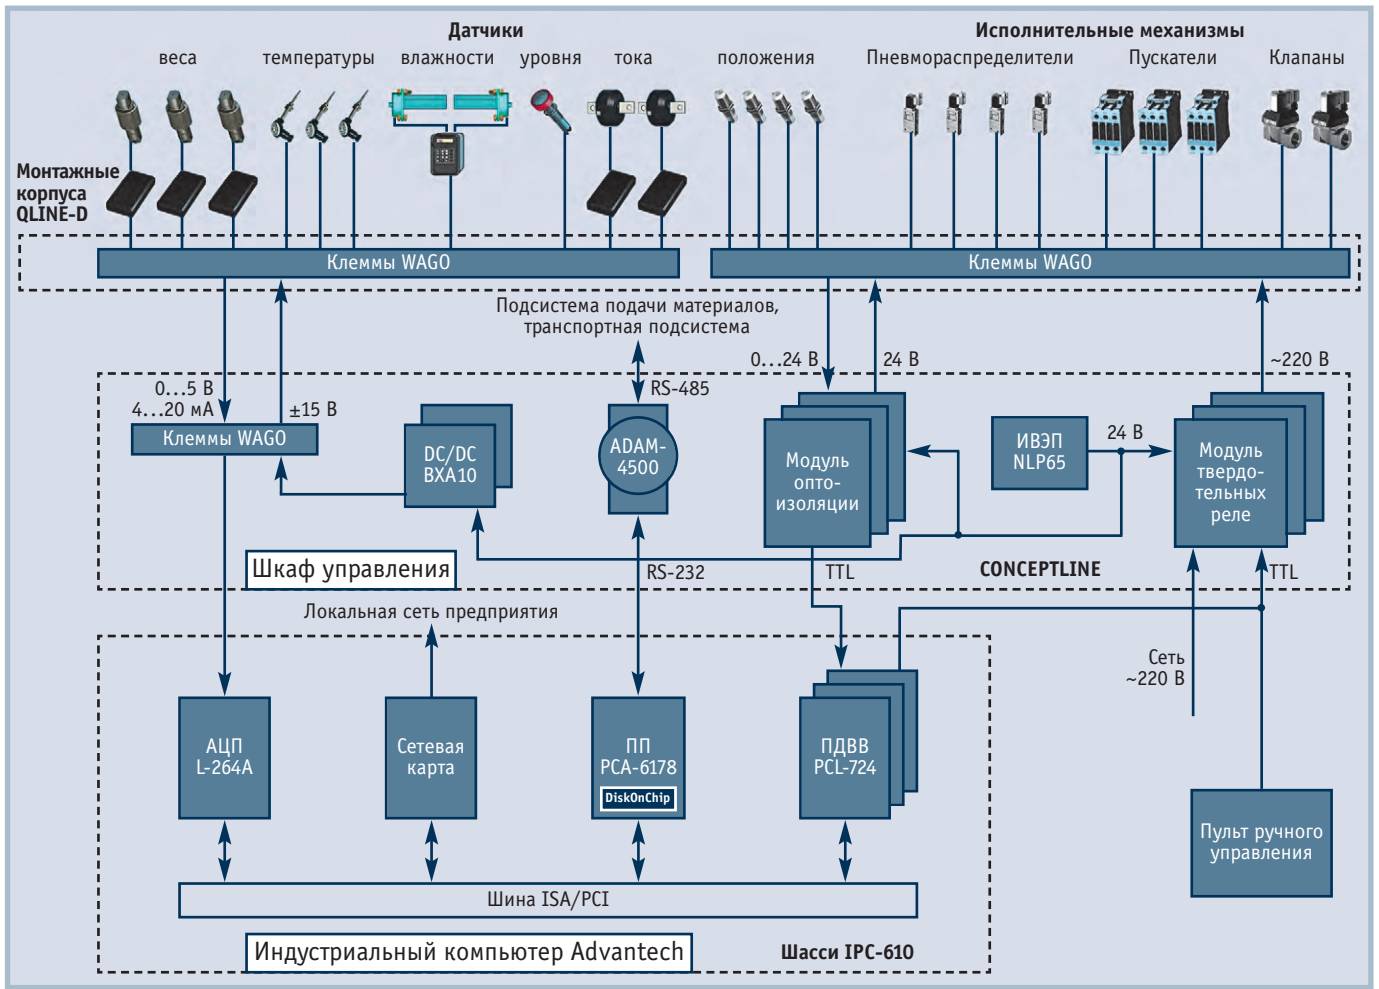 Датчики
Исполнительные механизмы
веса
температуры
влажности
уровня
тока
положения
Пневмораспределители
Пускатели
Клапаны
Монтажные
корпуса
QLINE-D
Клеммы WAGO
Клеммы WAGO
Подсистема подачи материалов,
транспортная подсистема
0...24 В
24 В
~220 В
0...5 В
4...20 мА
±15 В
RS-485
Клеммы WAGO
DC/DC
BXA10
ADAM-
4500
Модуль
опто-
изоляции
ИВЭП
NLP65
24 В
Модуль
твердо-
тельных
реле
Шкаф управления
RS-232
TTL
CONCEPTLINE
TTL
Локальная сеть предприятия
Сеть
~220 В
АЦП
L-264A
Сетевая
карта
ПП
PCA-6178
DiskOnChip
ПДВВ
PCL-724
Пульт ручного
управления
Шина ISA/PCI
Индустриальный компьютер Advantech
Шасси IPC-610